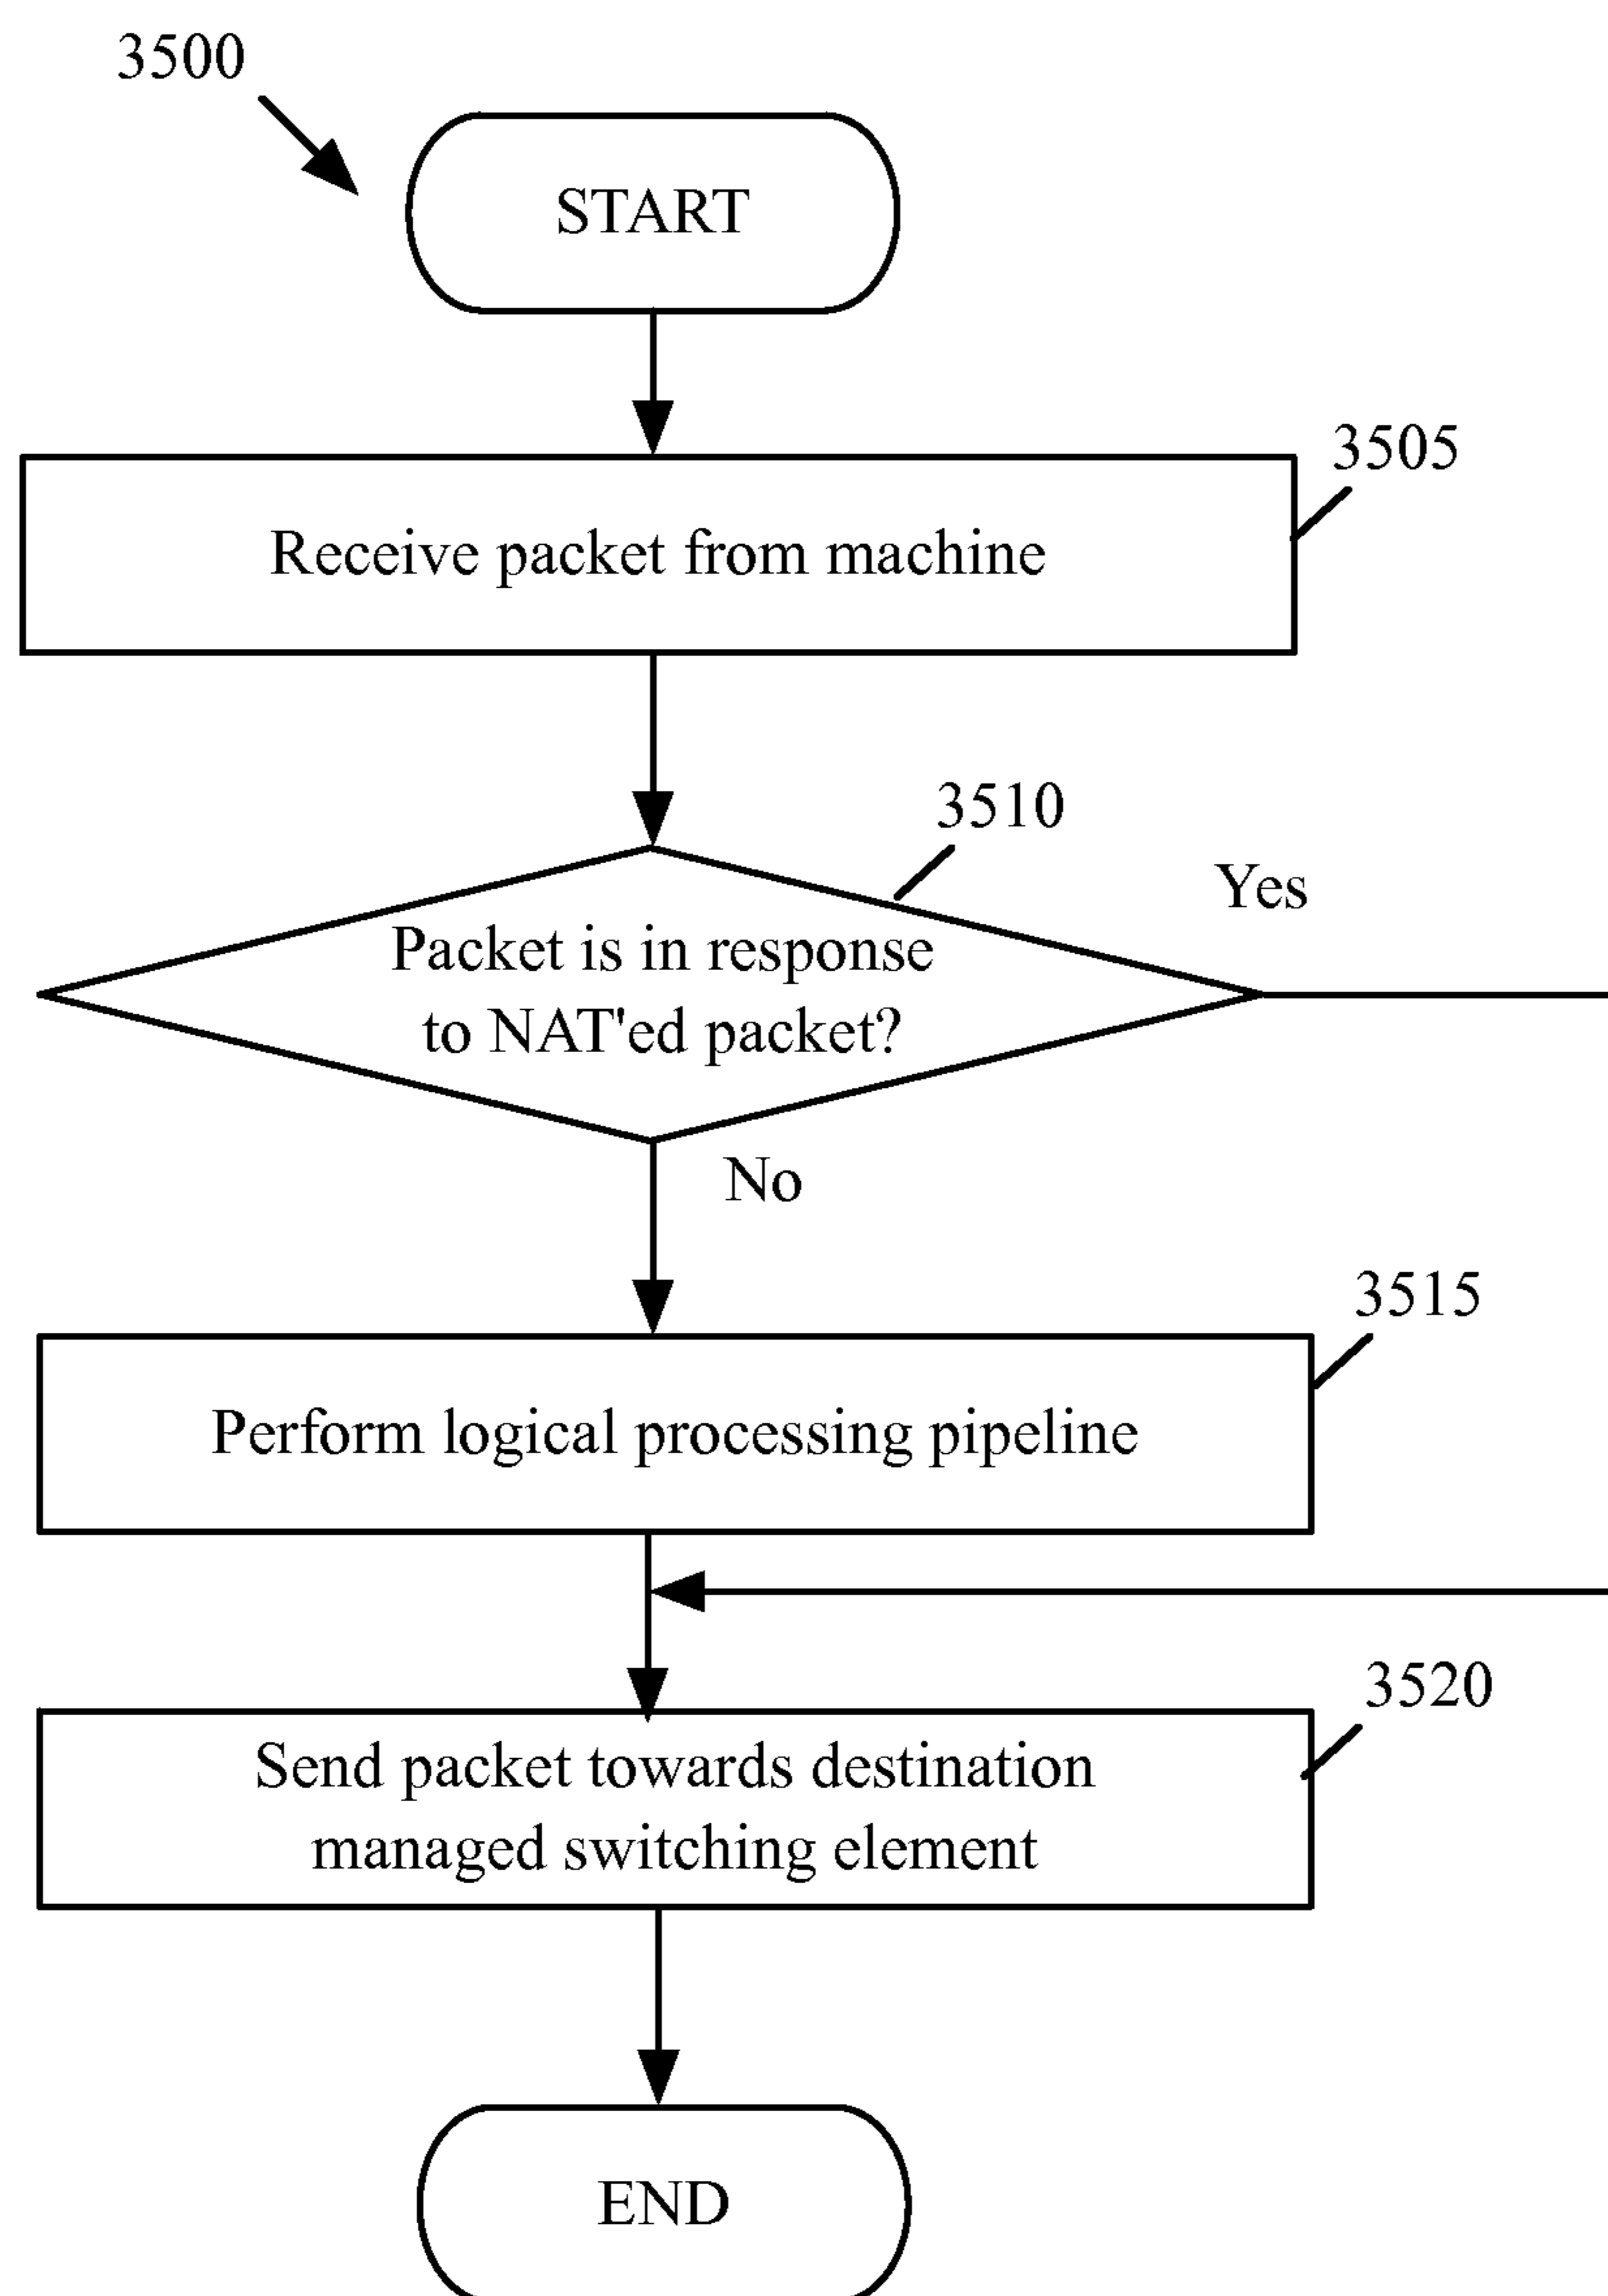 3500
START
3505
Receive packet from machine
3510
Yes
Packet is in response
to NAT'ed packet?
No
3515
Perform logical processing pipeline
3520
Send packet towards destination
managed switching element
END